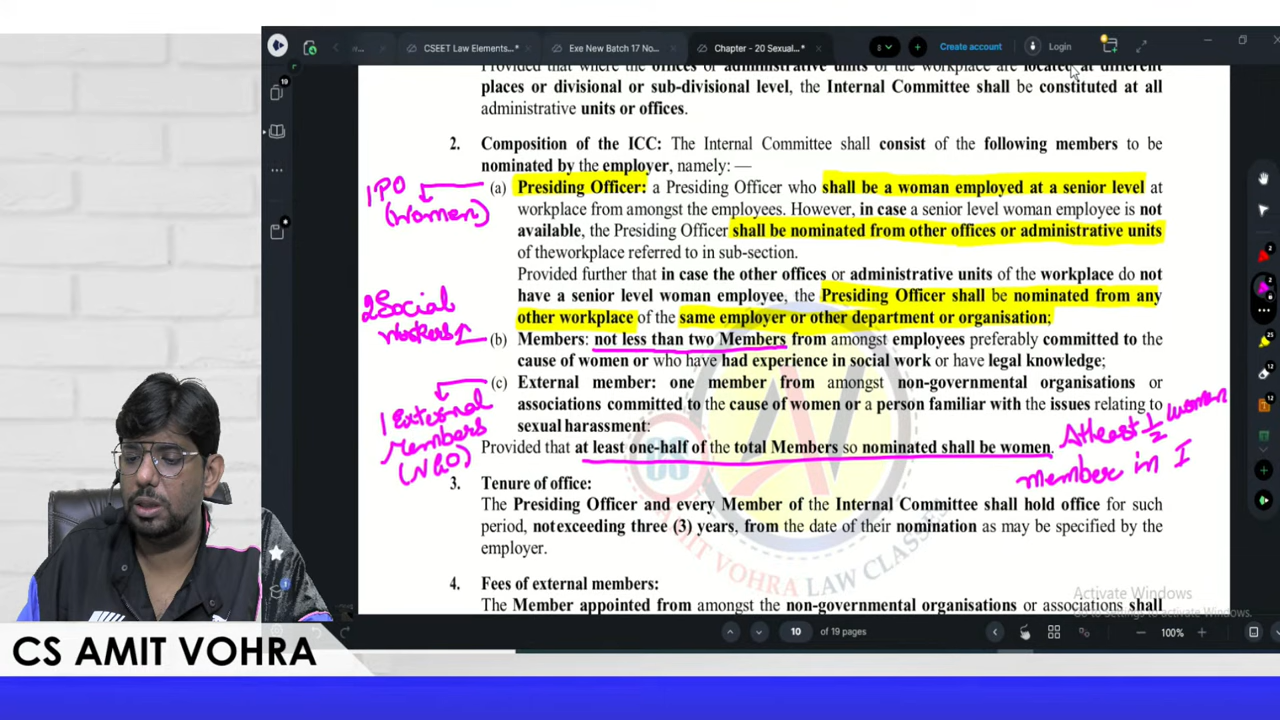 CSEET Law Elements...*
Exe New Batch 17 No...
Chapter - 20 Sexual...*
8
Create account
Login
19
Provided that where the offices or administrative units of the workplace are located at different
places or divisional or sub-divisional level, the Internal Committee shall be constituted at all
administrative units or offices.
2. Composition of the ICC: The Internal Committee shall consist of the following members to be
nominated by the employer, namely: —
1 PO
(women)
(a) Presiding Officer: a Presiding Officer who shall be a woman employed at a senior level at
workplace from amongst the employees. However, in case a senior level woman employee is not
available, the Presiding Officer shall be nominated from other offices or administrative units
of theworkplace referred to in sub-section.
Provided further that in case the other offices or administrative units of the workplace do not
have a senior level woman employee, the Presiding Officer shall be nominated from any
other workplace of the same employer or other department or organisation;
2 Social
workers
(b) Members: not less than two Members from amongst employees preferably committed to the
cause of women or who have had experience in social work or have legal knowledge;
1 External
Members
(NGO)
(c) External member: one member from amongst non-governmental organisations or
associations committed to the cause of women or a person familiar with the issues relating to
sexual harassment:
Provided that at least one-half of the total Members so nominated shall be women.
Atleast 1/2 women
member in I
3. Tenure of office:
The Presiding Officer and every Member of the Internal Committee shall hold office for such
period, not exceeding three (3) years, from the date of their nomination as may be specified by the
employer.
4. Fees of external members:
The Member appointed from amongst the non-governmental organisations or associations shall
CS
AMIT VOHRA LAW CLASSES
Activate Windows
Go to Settings to activate Windows.
10 of 19 pages
100%
CS AMIT VOHRA